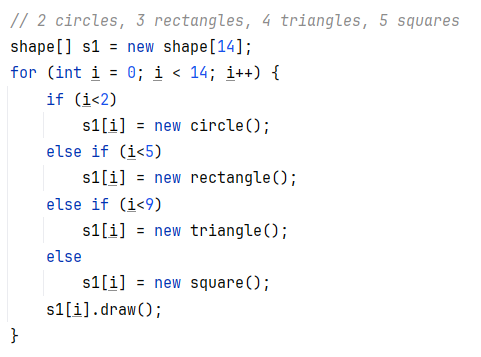 // 2 circles, 3 rectangles, 4 triangles, 5 squares
shape[] s1 = new shape[14];
for (int i = 0; i < 14; i++) {
    if (i<2)
        s1[i] = new circle();
    else if (i<5)
        s1[i] = new rectangle();
    else if (i<9)
        s1[i] = new triangle();
    else
        s1[i] = new square();
    s1[i].draw();
}